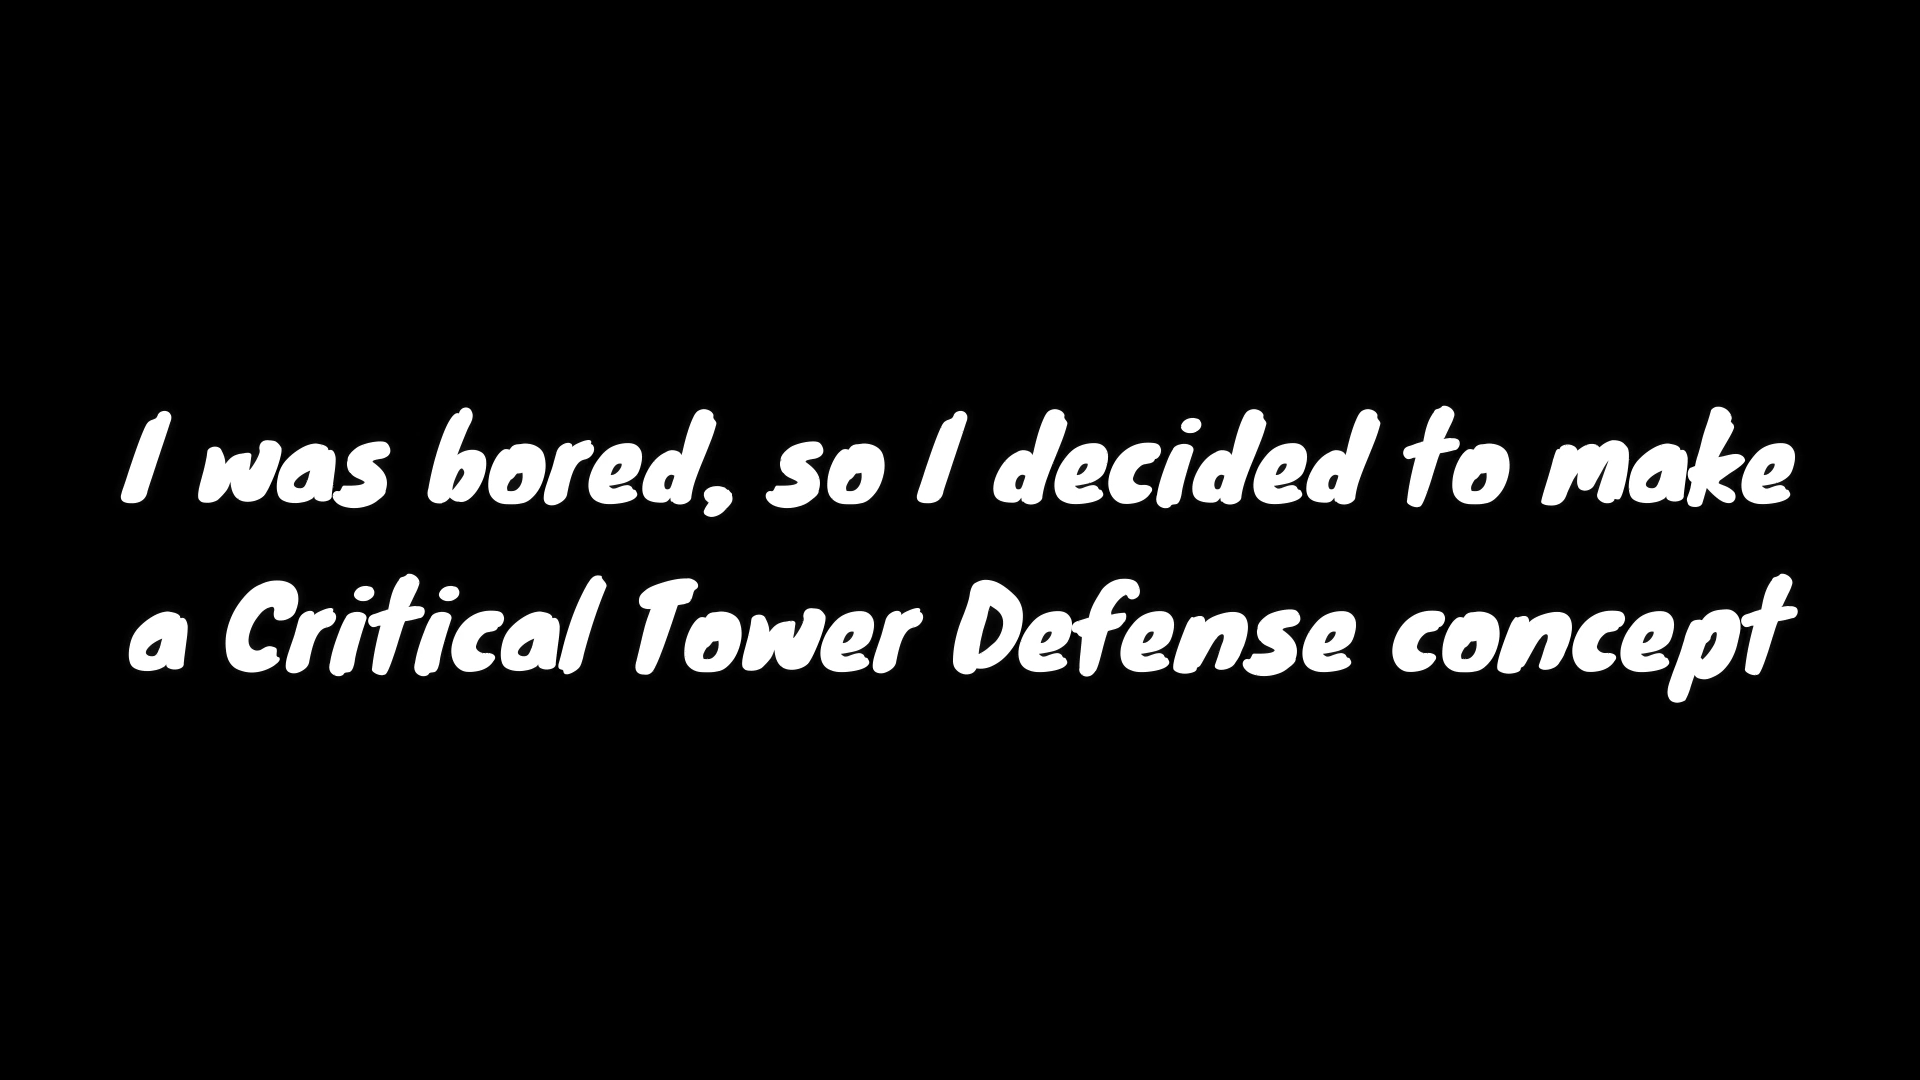 I was bored, so I decided to make
a Critical Tower Defense concept